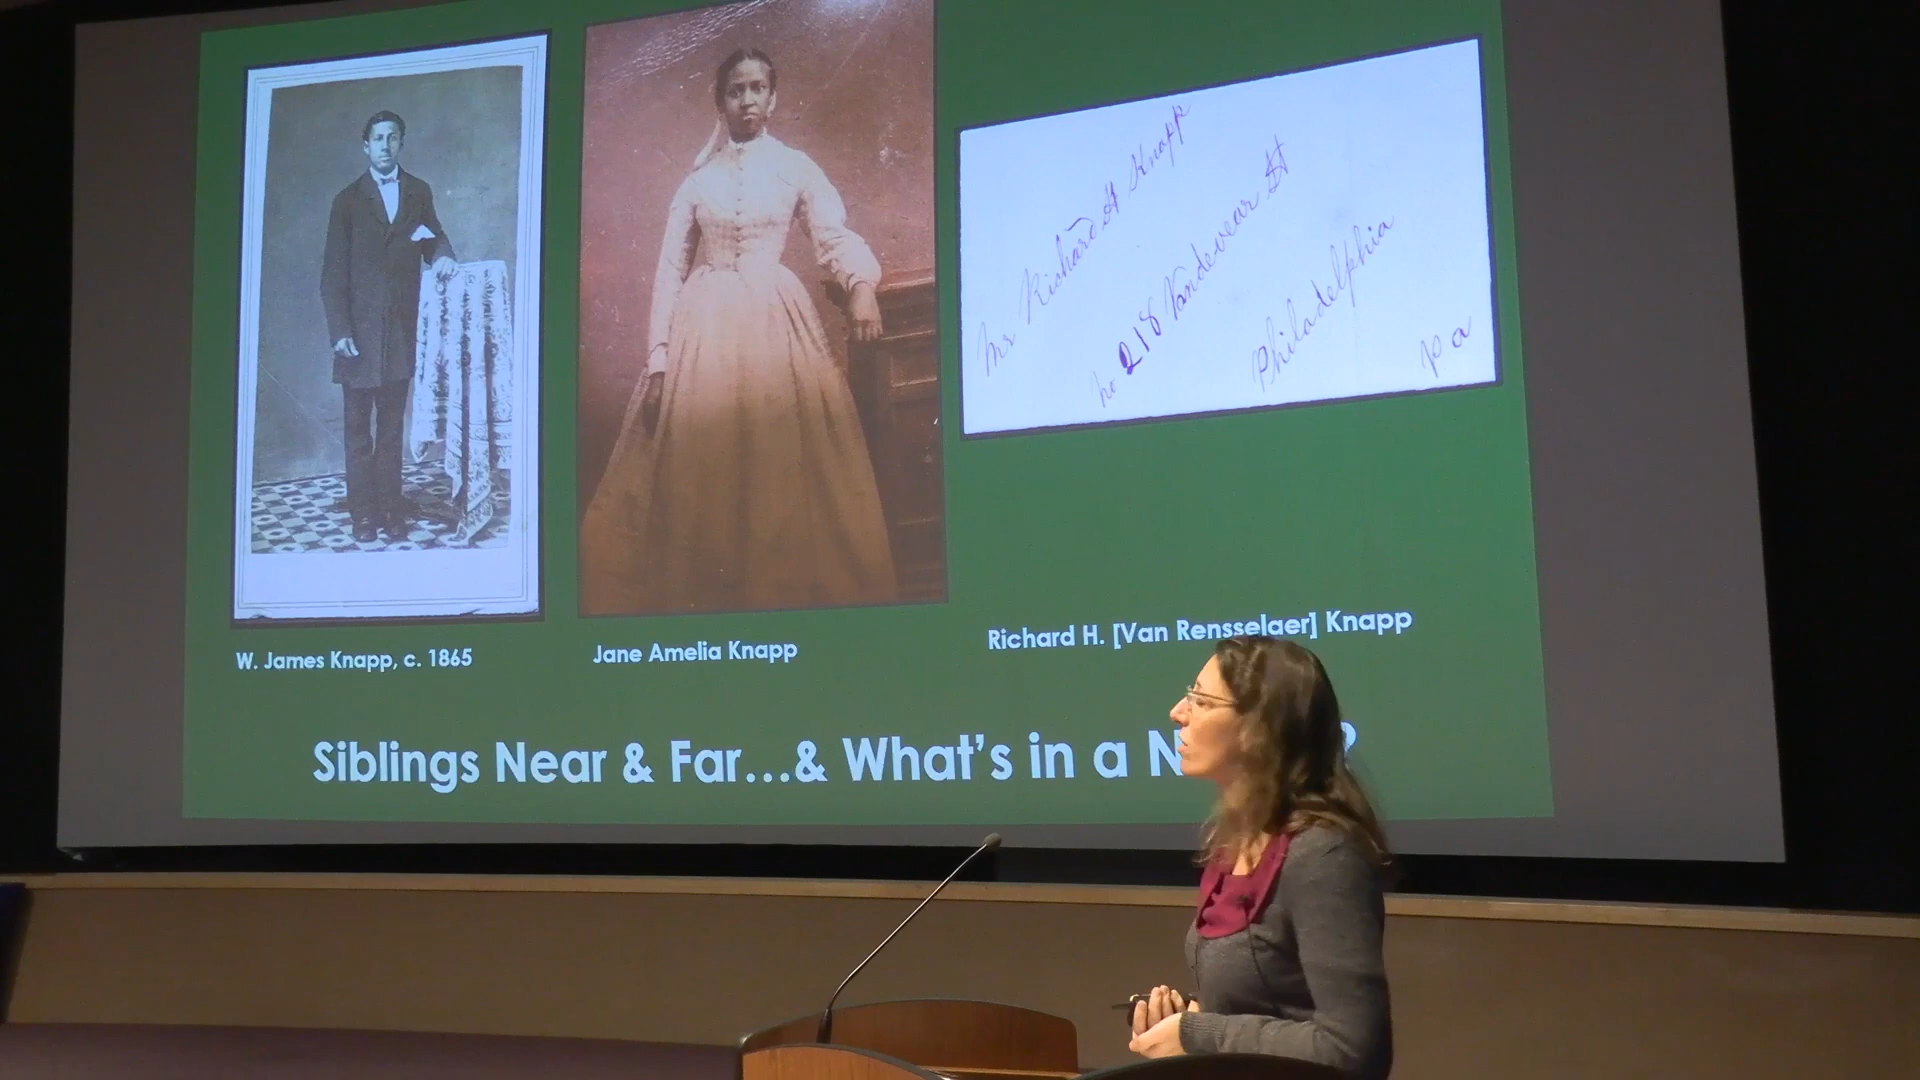 Mr Richard H Knapp
no 218 Vandevear St
Philadelphia
Pa
W. James Knapp, c. 1865
Jane Amelia Knapp
Richard H. [Van Rensselaer] Knapp
Siblings Near & Far...& What's in a N ?